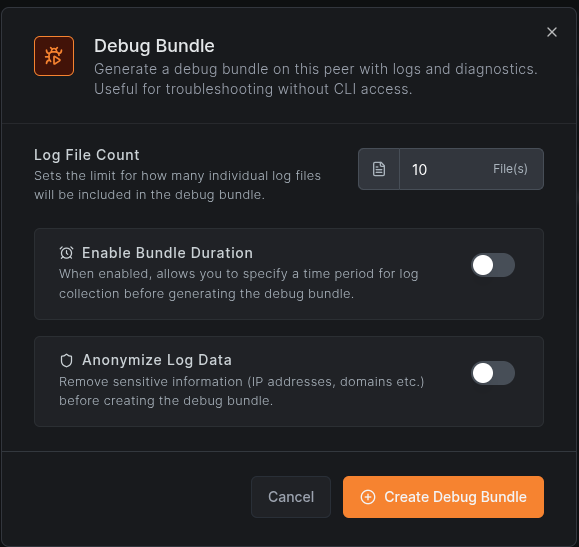 Debug Bundle
Generate a debug bundle on this peer with logs and diagnostics.
Useful for troubleshooting without CLI access.
Log File Count
Sets the limit for how many individual log files
will be included in the debug bundle.
10 File(s)
Enable Bundle Duration
When enabled, allows you to specify a time period for log
collection before generating the debug bundle.
Anonymize Log Data
Remove sensitive information (IP addresses, domains etc.)
before creating the debug bundle.
Cancel
Create Debug Bundle